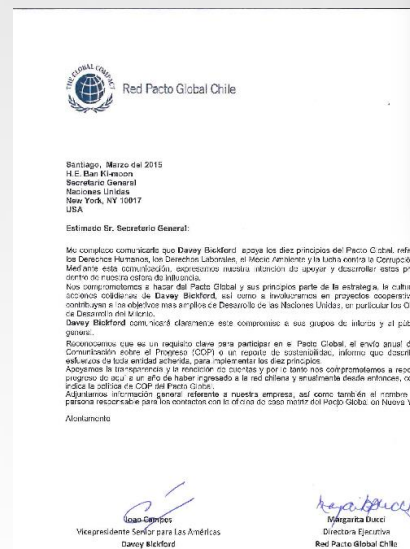 THE GLOBAL COMPACT
Red Pacto Global Chile
Santiago, Marzo del 2015
H.E. Ban Ki-moon
Secretario General
Naciones Unidas
New York, NY 10017
USA
Estimado Sr. Secretario General:
Me complace comunicarle que Davey Bickford apoya los diez principios del Pacto Global, refe
los Derechos Humanos, los Derechos Laborales, el Medio Ambiente y la lucha contra la Corrupció
Mediante esta comunicación, expresamos nuestra intención de apoyar y desarrollar estos pr
dentro de nuestra esfera de influencia.
Nos comprometemos a hacer del Pacto Global y sus principios parte de la estrategia, la cultur
acciones cotidianas de Davey Bickford, así como a involucrarnos en proyectos cooperativ
contribuyan a los objetivos mas amplios de Desarrollo de las Naciones Unidas, en particular los O
de Desarrollo del Milenio.
Davey Bickford comunicará claramente este compromiso a sus grupos de interés y al púb
general.
Reconocemos que es un requisito clave para participar en el Pacto Global, el envío anual d
Comunicación sobre el Progreso (COP) o un reporte de sostenibilidad, informe que descri
esfuerzos de toda entidad adherida, para implementar los diez principios
Apoyamos la transparencia y la rendición de cuentas y por lo tanto nos comprometemos a repo
progreso de aquí a un año de haber ingresado a la red chilena y anualmente desde entonces, co
indica la política de COP del Pacto Global.
Adjuntamos información general referente a nuestra empresa, así como también el nombre
persona responsable para los contactos con la oficina de casa matriz del Pacto Global en Nueva Y
Atentamente
Joao Campos
Vicepresidente Senior para Las Américas
Davey Bickford
Margarita Ducci
Directora Ejecutiva
Red Pacto Global Chile